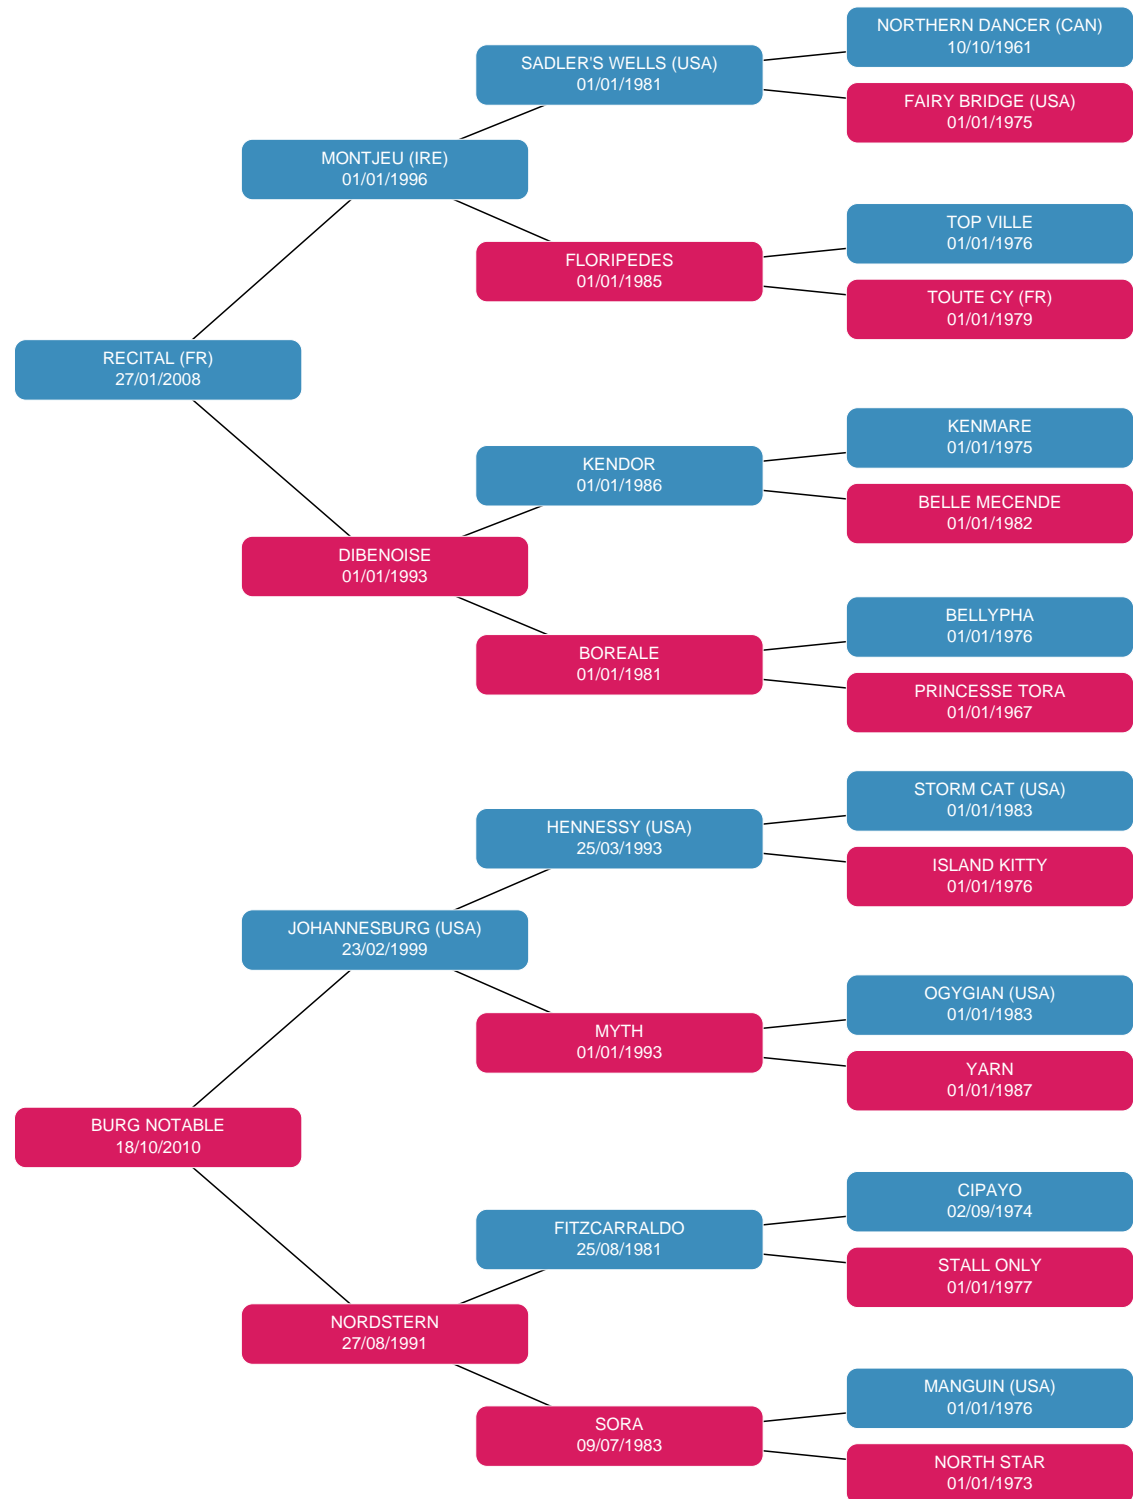 NORTHERN DANCER (CAN)
10/10/1961
SADLER'S WELLS (USA)
01/01/1981
FAIRY BRIDGE (USA)
01/01/1975
MONTJEU (IRE)
01/01/1996
TOP VILLE
01/01/1976
FLORIPEDES
01/01/1985
TOUTE CY (FR)
01/01/1979
RECITAL (FR)
27/01/2008
KENMARE
01/01/1975
KENDOR
01/01/1986
BELLE MECENDE
01/01/1982
DIBENOISE
01/01/1993
BELLYPHA
01/01/1976
BOREALE
01/01/1981
PRINCESSE TORA
01/01/1967
STORM CAT (USA)
01/01/1983
HENNESSY (USA)
25/03/1993
ISLAND KITTY
01/01/1976
JOHANNESBURG (USA)
23/02/1999
OGYGIAN (USA)
01/01/1983
MYTH
01/01/1993
YARN
01/01/1987
BURG NOTABLE
18/10/2010
CIPAYO
02/09/1974
FITZCARRALDO
25/08/1981
STALL ONLY
01/01/1977
NORDSTERN
27/08/1991
MANGUIN (USA)
01/01/1976
SORA
09/07/1983
NORTH STAR
01/01/1973